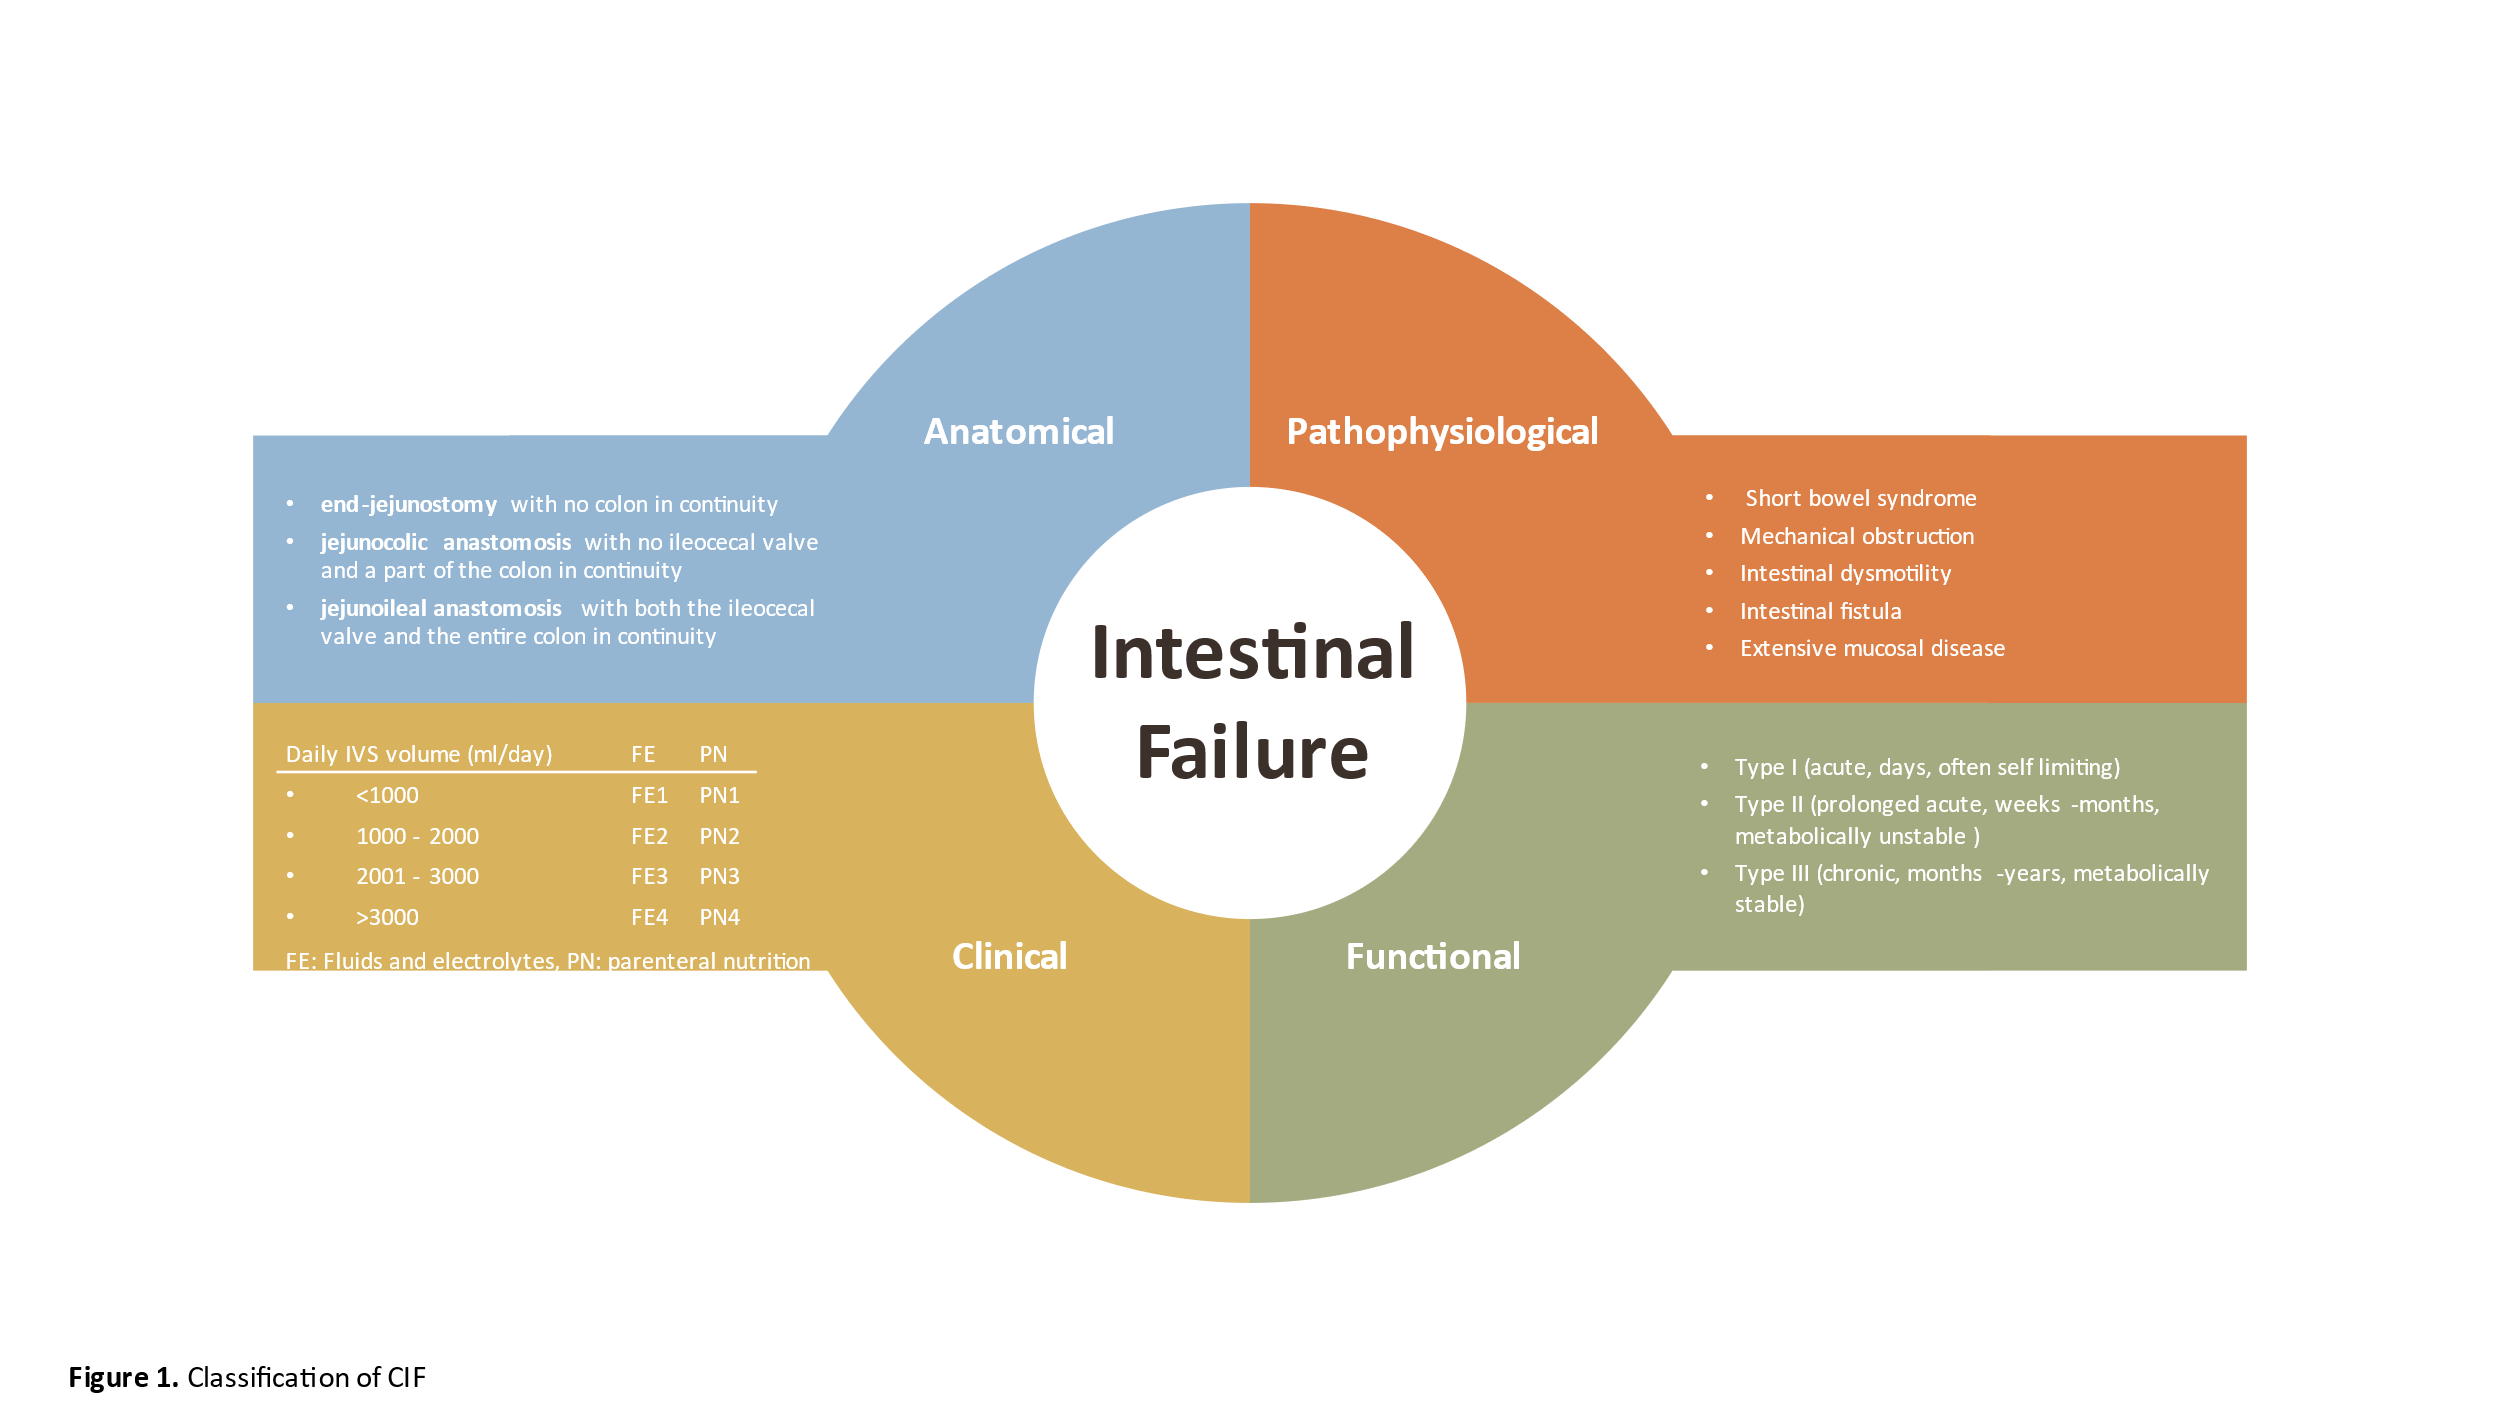 Anatomical
Pathophysiological
• end-jejunostomy with no colon in continuity
• jejunocolic anastomosis with no ileocecal valve
and a part of the colon in continuity
• jejunoileal anastomosis with both the ileocecal
valve and the entire colon in continuity
• Short bowel syndrome
• Mechanical obstruction
• Intestinal dysmotility
• Intestinal fistula
• Extensive mucosal disease
Intestinal
Failure
Daily IVS volume (ml/day) FE PN
• <1000 FE1 PN1
• 1000 - 2000 FE2 PN2
• 2001 - 3000 FE3 PN3
• >3000 FE4 PN4
FE: Fluids and electrolytes, PN: parenteral nutrition
• Type I (acute, days, often self limiting)
• Type II (prolonged acute, weeks -months,
metabolically unstable )
• Type III (chronic, months -years, metabolically
stable)
Clinical
Functional
Figure 1. Classification of CIF